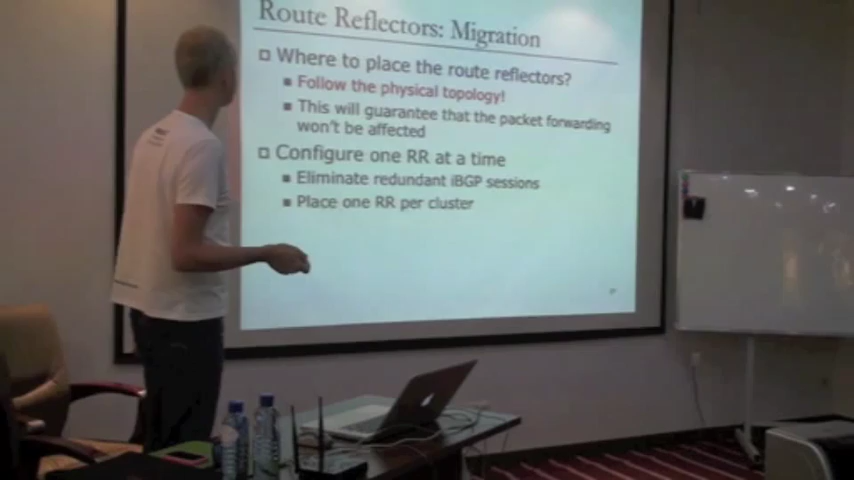 Route Reflectors: Migration
Where to place the route reflectors?
Follow the physical topology!
This will guarantee that the packet forwarding
won't be affected
Configure one RR at a time
Eliminate redundant iBGP sessions
Place one RR per cluster